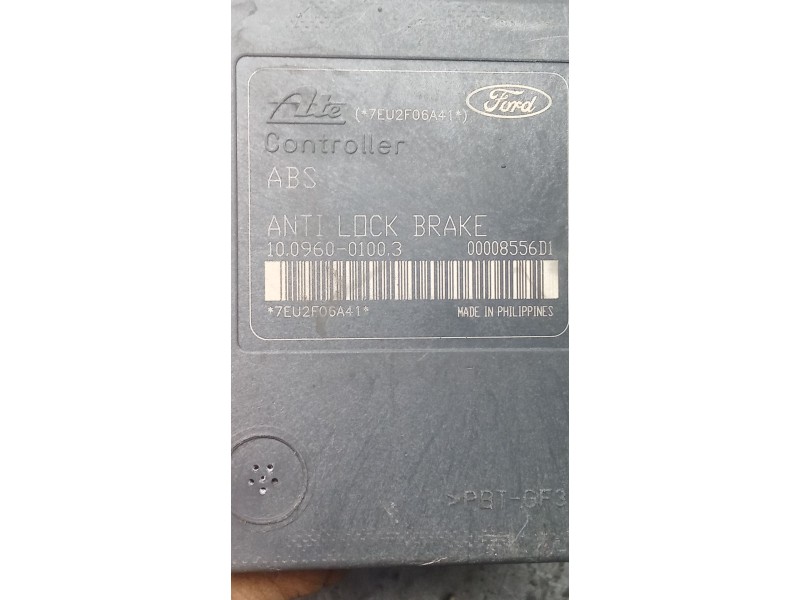 Ate (*7EU2F06A41*) Ford
Controller
ABS
ANTI LOCK BRAKE
10.0960-0100.3 00008556D1
*7EU2F06A41* MADE IN PHILIPPINES
>PBT-GF3